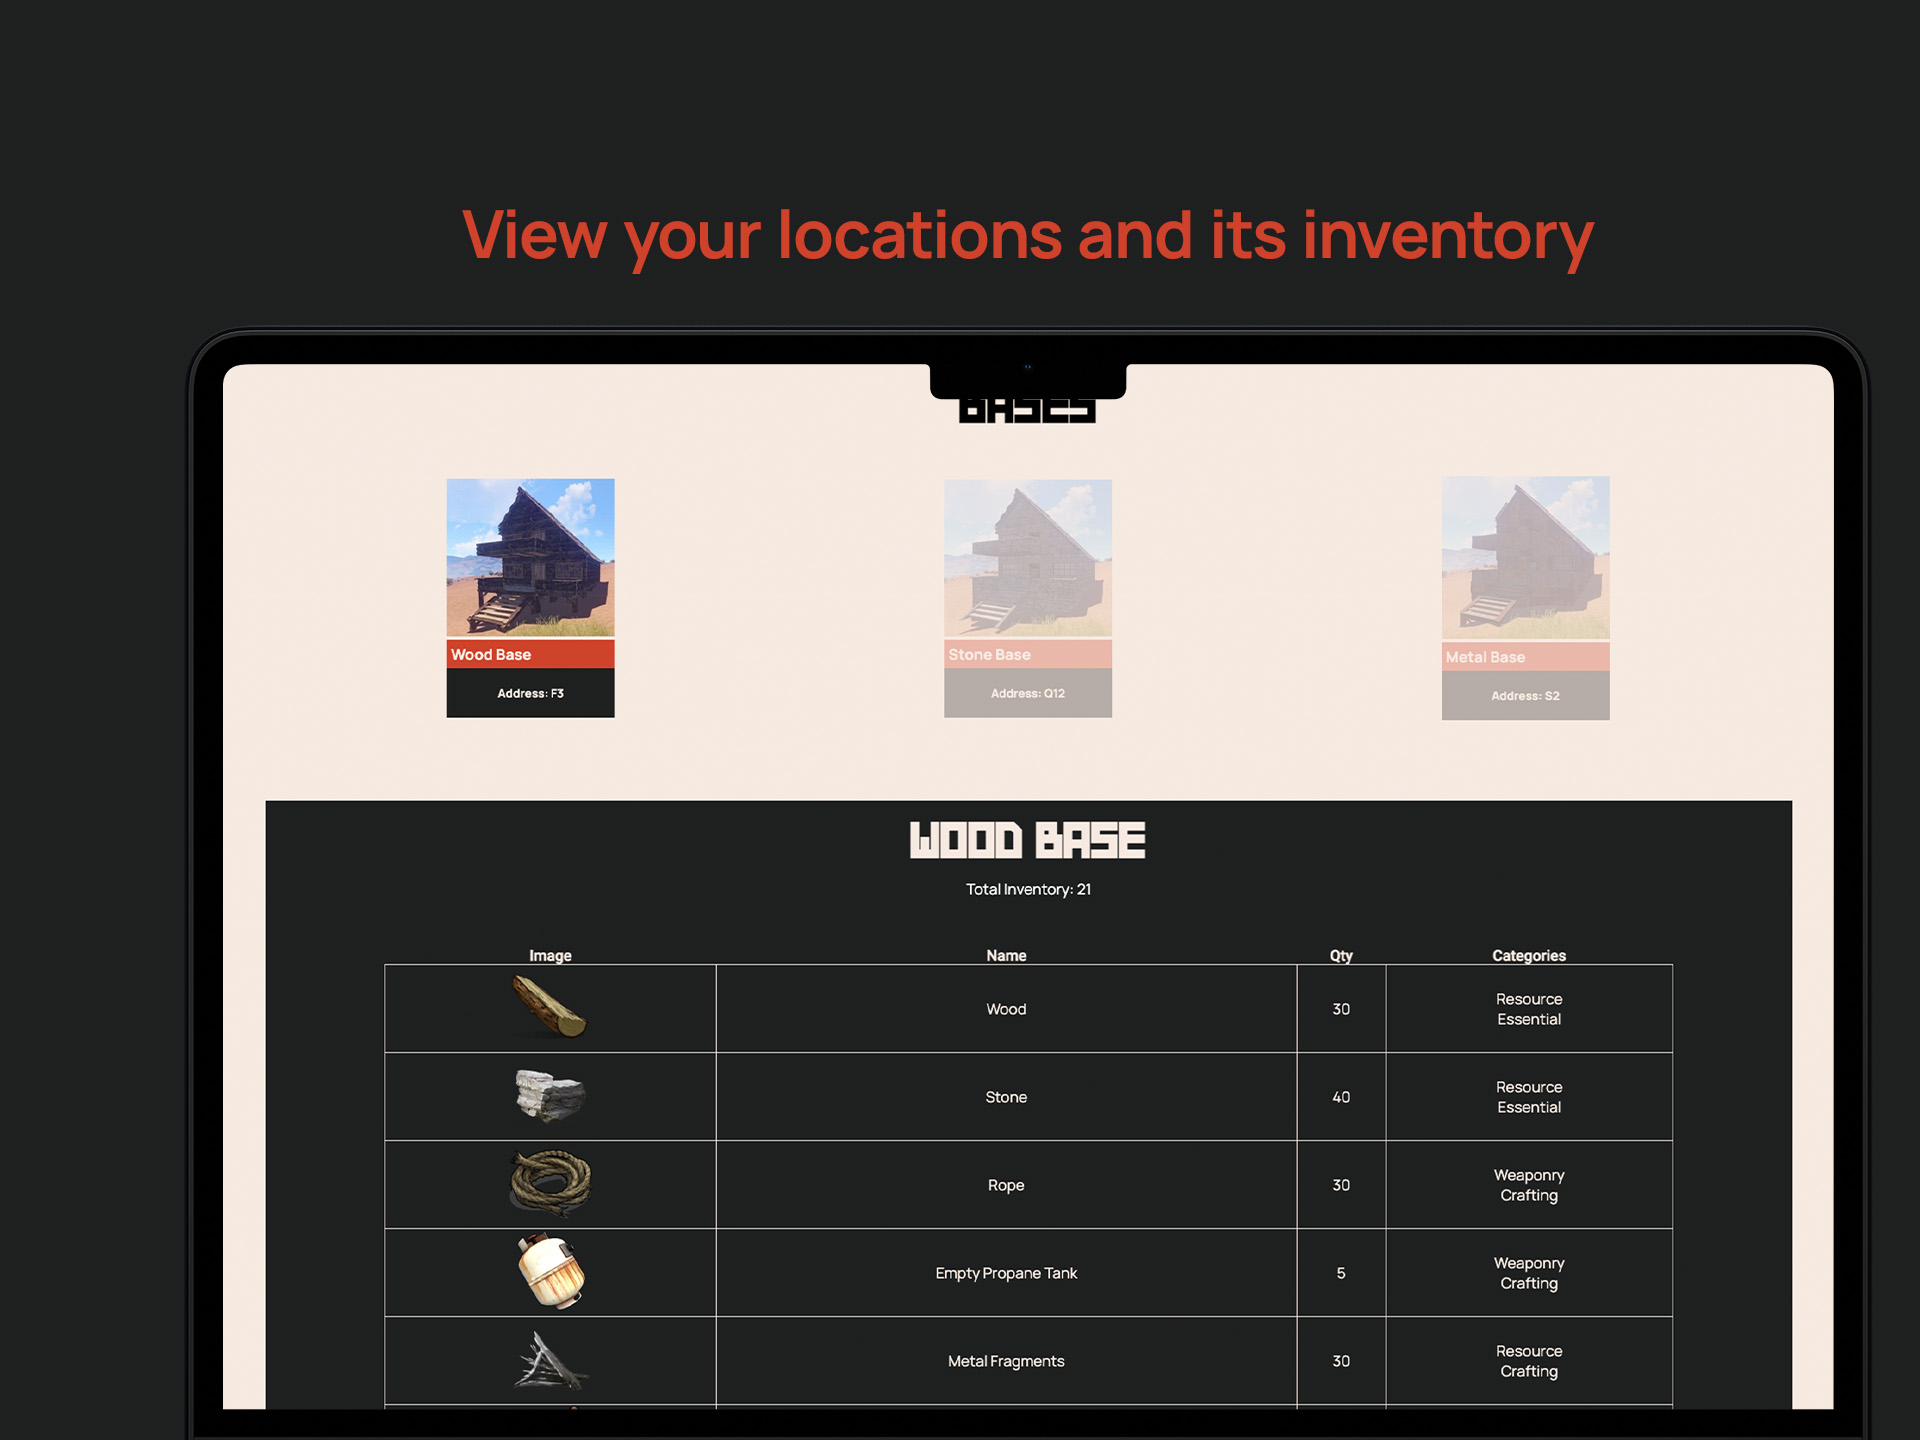 View your locations and its inventory
BASES
Wood Base
Address: F3
Stone Base
Address: Q12
Metal Base
Address: S2
WOOD BASE
Total Inventory: 21
Image Name Qty Categories
Wood 30 Resource
Essential
Stone 40 Resource
Essential
Rope 30 Weaponry
Crafting
Empty Propane Tank 5 Weaponry
Crafting
Metal Fragments 30 Resource
Crafting